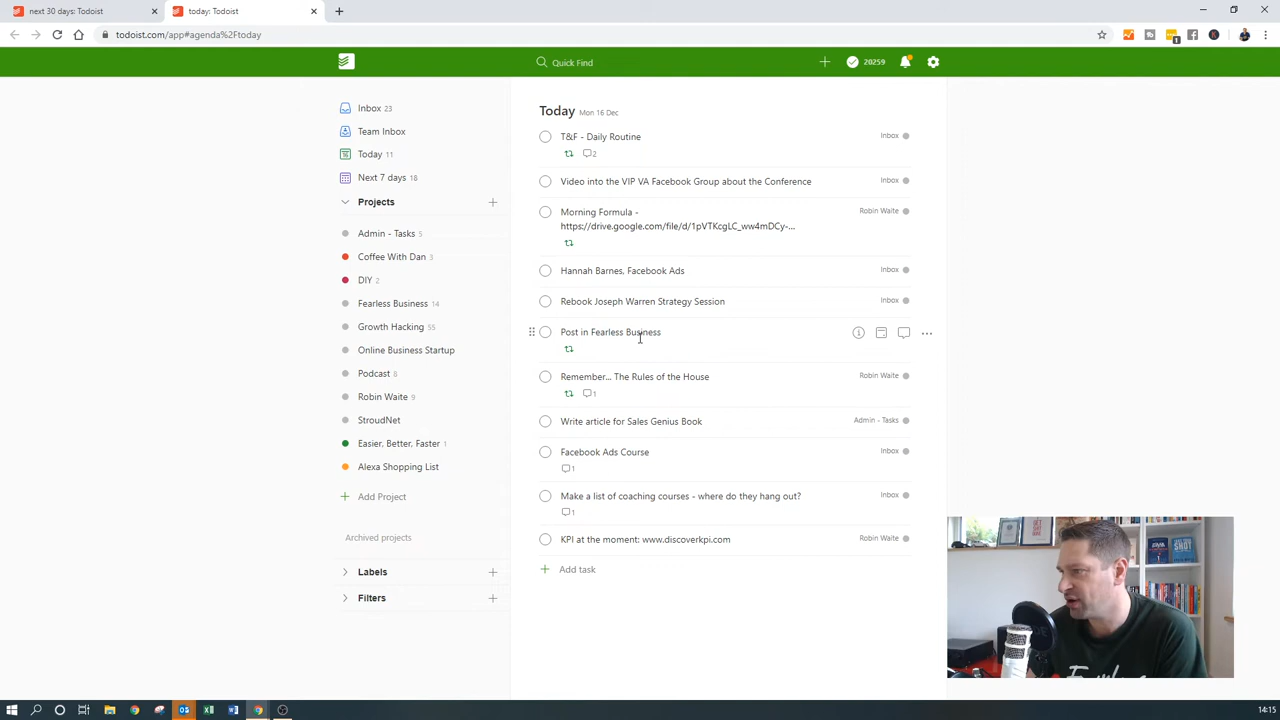 next 30 days: Todoist
today: Todoist
todoist.com/app#agenda%2Ftoday
Quick Find
20259
Inbox 23
Team Inbox
Today 11
Next 7 days 18
Projects
Admin - Tasks 5
Coffee With Dan 3
DIY 2
Fearless Business 14
Growth Hacking 55
Online Business Startup
Podcast 8
Robin Waite 9
StroudNet
Easier, Better, Faster 1
Alexa Shopping List
Add Project
Archived projects
Labels
Filters
Today Mon 16 Dec
T&F - Daily Routine Inbox
2
Video into the VIP VA Facebook Group about the Conference Inbox
Morning Formula - Robin Waite
https://drive.google.com/file/d/1pVTKcgLC_ww4mDCy-...
Hannah Barnes, Facebook Ads Inbox
Rebook Joseph Warren Strategy Session Inbox
Post in Fearless Business
Remember... The Rules of the House Robin Waite
1
Write article for Sales Genius Book Admin - Tasks
Facebook Ads Course Inbox
1
Make a list of coaching courses - where do they hang out? Inbox
1
KPI at the moment: www.discoverkpi.com Robin Waite
Add task
14:15